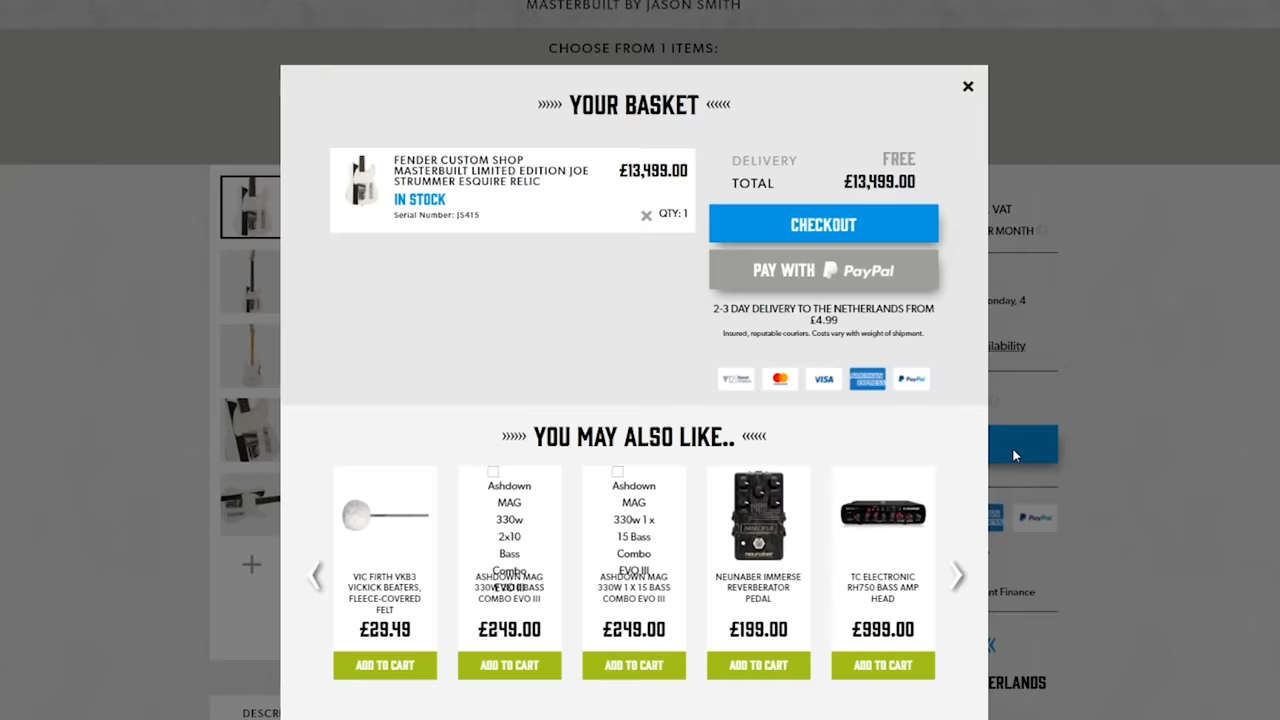 MASTERBUILT BY JASON SMITH
CHOOSE FROM 1 ITEMS:
»»» YOUR BASKET «««
FENDER CUSTOM SHOP
MASTERBUILT LIMITED EDITION JOE
STRUMMER ESQUIRE RELIC
£13,499.00
IN STOCK
Serial Number: JS415
QTY: 1
DELIVERY FREE
TOTAL £13,499.00
CHECKOUT
PAY WITH PayPal
2-3 DAY DELIVERY TO THE NETHERLANDS FROM
£4.99
Insured, reputable couriers. Costs vary with weight of shipment.
VISA
AMERICAN EXPRESS
PayPal
VAT
R MONTH
onday, 4
ilability
PayPal
nt Finance
ERLANDS
»»» YOU MAY ALSO LIKE.. «««
VIC FIRTH VKB3
VICKICK BEATERS,
FLEECE-COVERED
FELT
£29.49
ADD TO CART
Ashdown
MAG
330w
2x10
Bass
Combo
EVO III
ASHDOWN MAG
330W BASS
COMBO EVO III
£249.00
ADD TO CART
Ashdown
MAG
330w 1 x
15 Bass
Combo
EVO III
ASHDOWN MAG
330W 1 X 15 BASS
COMBO EVO III
£249.00
ADD TO CART
NEUNABER IMMERSE
REVERBERATOR
PEDAL
£199.00
ADD TO CART
TC ELECTRONIC
RH750 BASS AMP
HEAD
£999.00
ADD TO CART
DESCRI